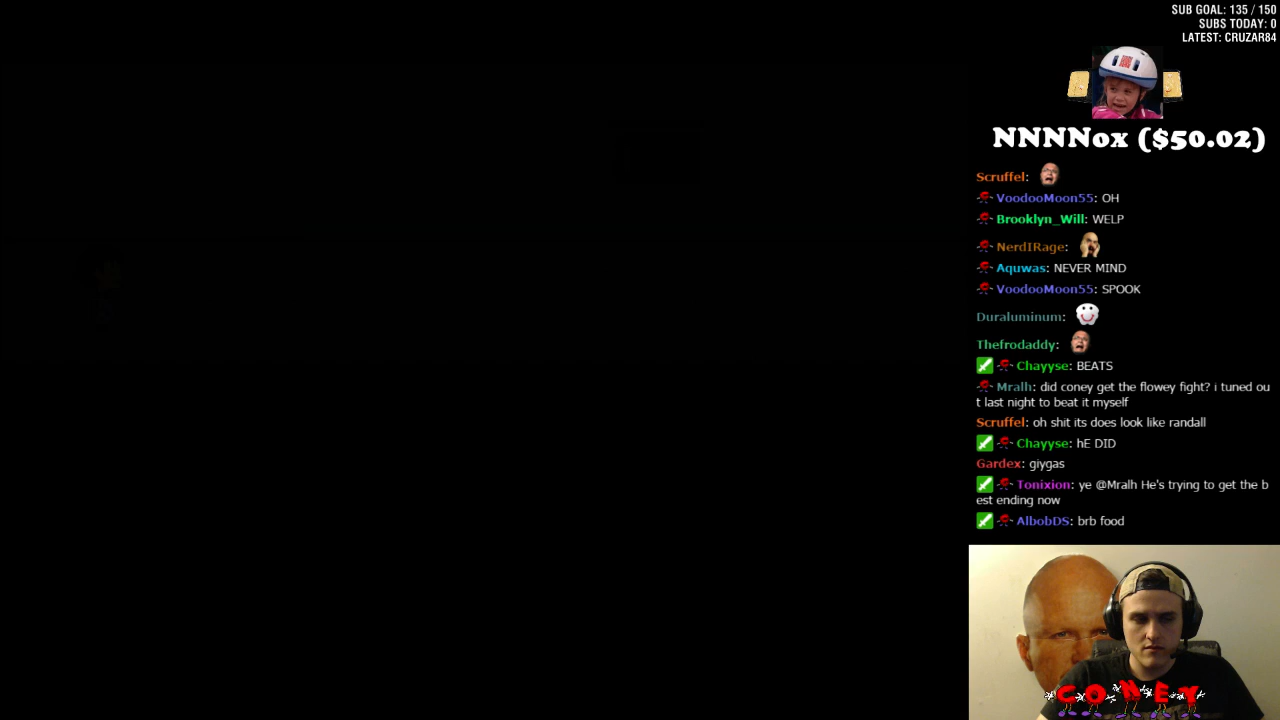 SUB GOAL: 135 / 150
SUBS TODAY: 0
LATEST: CRUZAR84
NNNNox ($50.02)
Scruffel:
VoodooMoon55: OH
Brooklyn_Will: WELP
NerdIRage:
Aquwas: NEVER MIND
VoodooMoon55: SPOOK
Duraluminum:
Thefrodaddy:
Chayyse: BEATS
Mralh: did coney get the flowey fight? i tuned ou
t last night to beat it myself
Scruffel: oh shit its does look like randall
Chayyse: hE DID
Gardex: giygas
Tonixion: ye @Mralh He's trying to get the b
est ending now
AlbobDS: brb food
CONEY